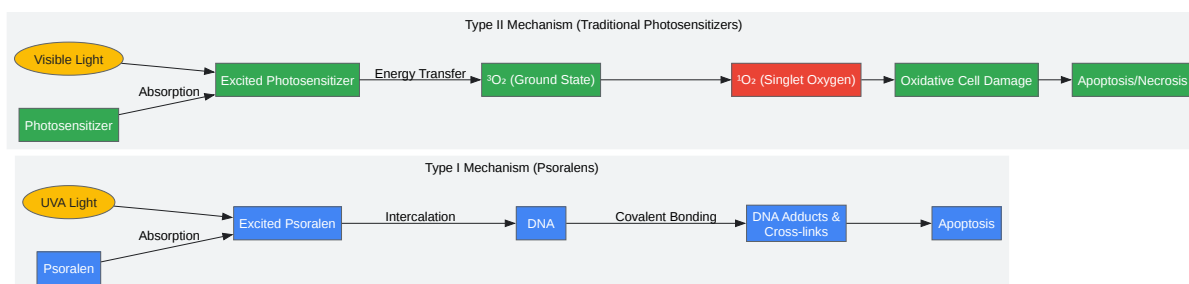 Type II Mechanism (Traditional Photosensitizers)
Visible Light
Photosensitizer
Absorption
Excited Photosensitizer
Energy Transfer
³O₂ (Ground State)
¹O₂ (Singlet Oxygen)
Oxidative Cell Damage
Apoptosis/Necrosis
Type I Mechanism (Psoralens)
UVA Light
Psoralen
Absorption
Excited Psoralen
Intercalation
DNA
Covalent Bonding
DNA Adducts &
Cross-links
Apoptosis